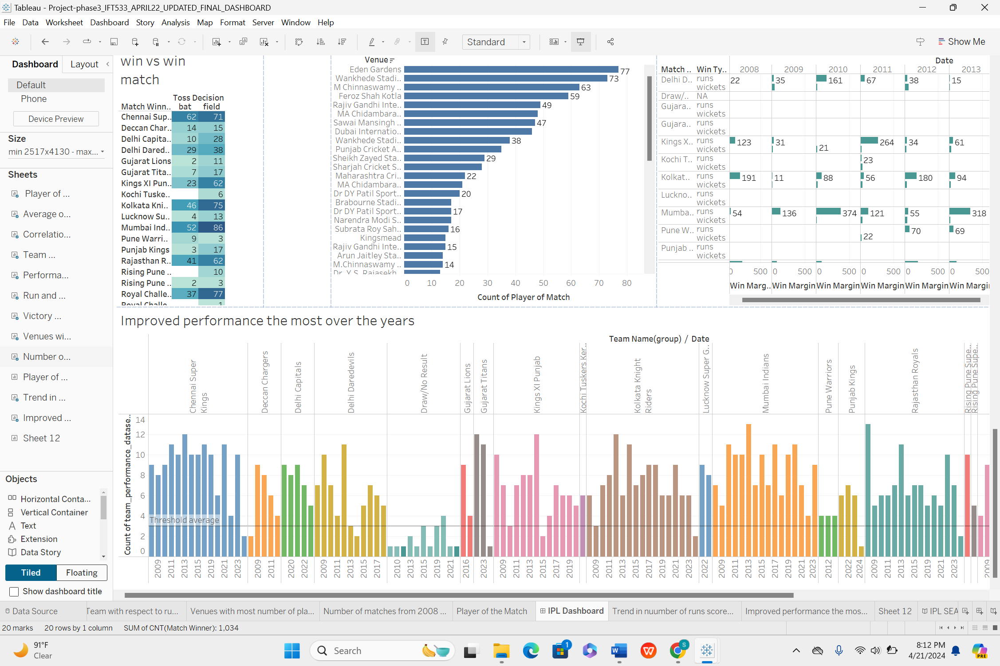 Tableau - Project-phase3_IFT533_APRIL22_UPDATED_FINAL_DASHBOARD
File Data Worksheet Dashboard Story Analysis Map Format Server Window Help
Standard
Show Me
Dashboard Layout
Default
Phone
Device Preview
Size
min 2517x4130 - max...
Sheets
Player of ...
Average o...
Correlatio...
Team ...
Performa...
Run and ...
Victory ...
Venues wi...
Number o...
Player of ...
Trend in ...
Improved ...
Sheet 12
Objects
Horizontal Conta...
Vertical Container
Text
Extension
Data Story
Tiled Floating
Show dashboard title
win vs win
match
Toss Decision
Match Winn.. bat field
Chennai Sup.. 62 71
Deccan Char.. 14 15
Delhi Capita.. 10 28
Delhi Dared.. 29 38
Gujarat Lions 2 11
Gujarat Tita.. 7 17
Kings XI Pun.. 23 62
Kochi Tuske.. 6
Kolkata Kni.. 46 75
Lucknow Su.. 4 13
Mumbai Ind.. 52 86
Pune Warri.. 9 3
Punjab Kings 3 17
Rajasthan R.. 41 62
Rising Pune .. 10
Rising Pune .. 2 3
Royal Challe.. 37 77
Royal Challe.. 1
Venue
Eden Gardens 77
Wankhede Stadi.. 73
M Chinnaswamy .. 63
Feroz Shah Kotla 59
Rajiv Gandhi Inte.. 49
MA Chidambara..
Sawai Mansingh .. 47
Dubai Internatio..
Wankhede Stadi.. 38
Punjab Cricket A..
Sheikh Zayed Sta.. 29
Sharjah Cricket S..
Maharashtra Cri.. 22
MA Chidambara..
Dr DY Patil Sport.. 20
Brabourne Stadi..
Dr DY Patil Sport.. 17
Narendra Modi S..
Subrata Roy Sah.. 16
Kingsmead
Rajiv Gandhi Inte.. 15
Arun Jaitley Sta..
M.Chinnaswamy .. 14
Dr. Y.S. Rajasekh
0 10 20 30 40 50 60 70 80
Count of Player of Match
Date
Match .. Win Ty.. 2008 2009 2010 2011 2012 2013
Delhi D.. runs 22 35 161 67 38 15
wickets
Draw/.. NA
Gujara.. runs
wickets
Gujara.. runs
wickets
Kings X.. runs 123 31 264 34 61
wickets 21
Kochi T.. runs 23
wickets
Kolkat.. runs 191 11 88 56 180 94
wickets
Luckno.. runs
wickets
Mumba.. runs 54 136 374 121 55 318
wickets
Pune W.. runs 70 69
wickets 22
Punjab .. runs
wickets
0 500 0 500 0 500 0 500 0 500 0 500
Win Marg.. Win Margin Win Margin Win Margin Win Margin Win Margi
Improved performance the most over the years
Team Name(group) / Date
Chennai Super
Kings
Deccan Chargers
Delhi Capitals
Delhi Daredevils
Draw/No Result
Gujarat Lions
Gujarat Titans
Kings XI Punjab
Kochi Tuskers Ker..
Kolkata Knight
Riders
Lucknow Super G..
Mumbai Indians
Pune Warriors
Punjab Kings
Rajasthan Royals
Rising Pune Supe..
Rising Pune Supe..
Count of team_performance_datase..
14
12
10
8
6
4
2
0
Threshold average
2009 2011 2013 2015 2019 2021 2023 2009 2011 2020 2022 2009 2011 2013 2015 2017 2010 2013 2015 2019 2021 2016 2023 2009 2011 2013 2015 2017 2019 2009 2011 2013 2015 2017 2019 2021 2023 2022 2009 2011 2013 2015 2017 2019 2021 2023 2012 2022 2024 2009 2011 2013 2015 2019 2021 2023 2009
Data Source Team with respect to ru... Venues with most number of pla... Number of matches from 2008 ... Player of the Match IPL Dashboard Trend in nuumber of runs score... Improved performance the mos... Sheet 12 IPL SEA
20 marks 20 rows by 1 column SUM of CNT(Match Winner): 1,034
91°F
Clear
Search
1
W
S
PRE
8:12 PM
4/21/2024